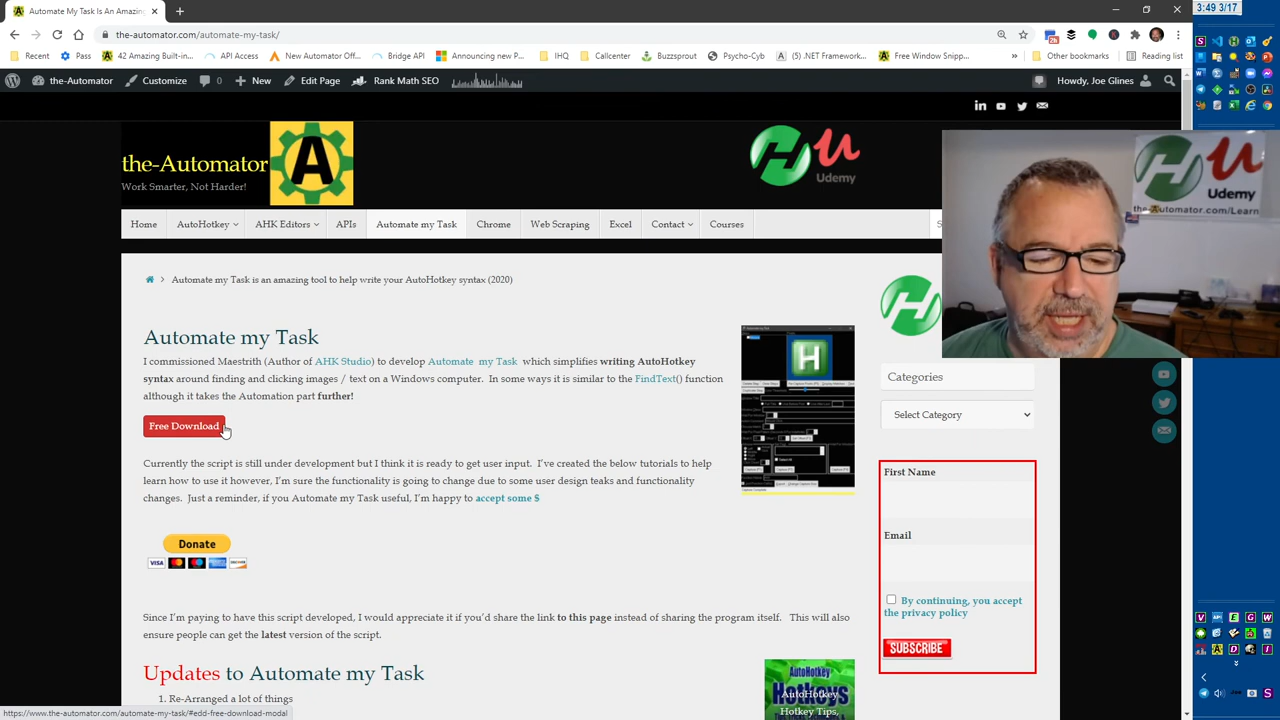 Automate My Task Is An Amazing
3:49 3/17
the-automator.com/automate-my-task/
Recent
Pass
42 Amazing Built-in...
API Access
New Automator Off...
Bridge API
Announcing new P...
IHQ
Callcenter
Buzzsprout
Psycho-Cyb
(5) .NET Framework...
Free Window Snipp...
»
Other bookmarks
Reading list
the-Automator
Customize
0
New
Edit Page
Rank Math SEO
Howdy, Joe Glines
the-Automator
Work Smarter, Not Harder!
A
H
u
Udemy
H
u
Udemy
the-Automator.com/Learn
Home
AutoHotkey
AHK Editors
APIs
Automate my Task
Chrome
Web Scraping
Excel
Contact
Courses
S
Automate my Task is an amazing tool to help write your AutoHotkey syntax (2020)
Automate my Task
I commissioned Maestrith (Author of AHK Studio) to develop Automate my Task which simplifies writing AutoHotkey
syntax around finding and clicking images / text on a Windows computer. In some ways it is similar to the FindText() function
although it takes the Automation part further!
Free Download
Currently the script is still under development but I think it is ready to get user input. I've created the below tutorials to help
learn how to use it however, I'm sure the functionality is going to change due to some user design teaks and functionality
changes. Just a reminder, if you Automate my Task useful, I'm happy to accept some $
Donate
VISA
Since I'm paying to have this script developed, I would appreciate it if you'd share the link to this page instead of sharing the program itself. This will also
ensure people can get the latest version of the script.
Updates to Automate my Task
1. Re-Arranged a lot of things
H
Categories
Select Category
First Name
Email
By continuing, you accept
the privacy policy
SUBSCRIBE
AutoHotkey
Hotkeys
AutoHotkey
Hotkey Tips,
https://www.the-automator.com/automate-my-task/#edd-free-download-modal